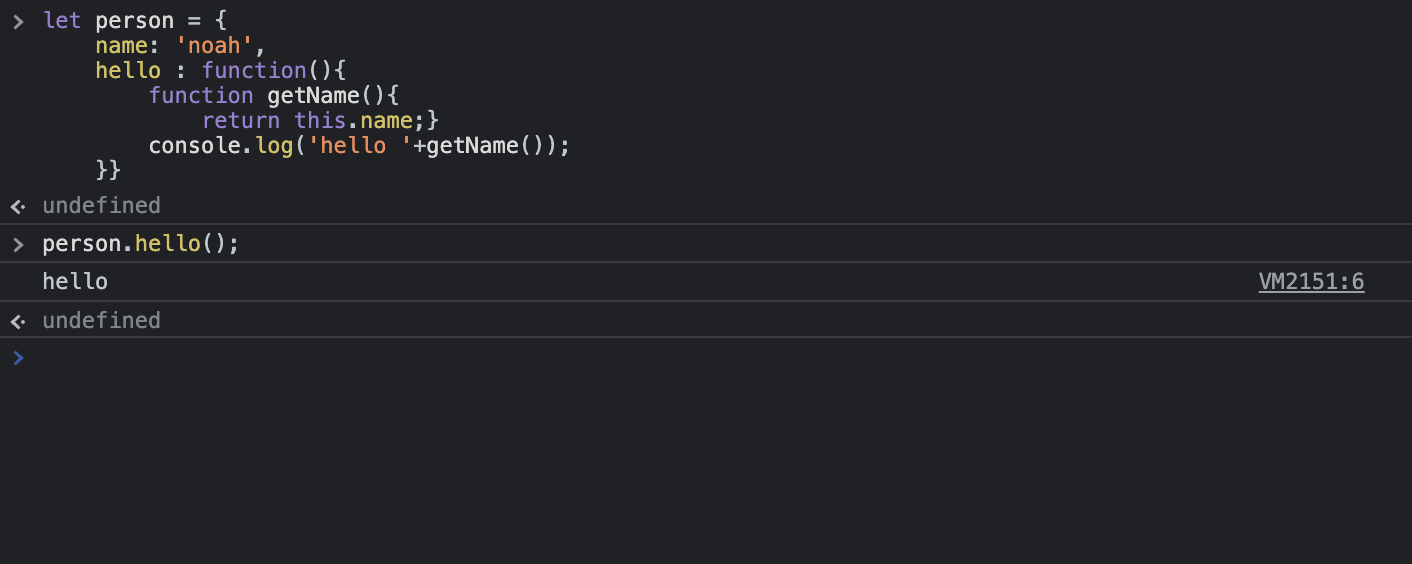 > let person = {
    name: 'noah',
    hello : function(){
        function getName(){
            return this.name;}
        console.log('hello '+getName());
    }}
undefined
> person.hello();
hello VM2151:6
undefined
>